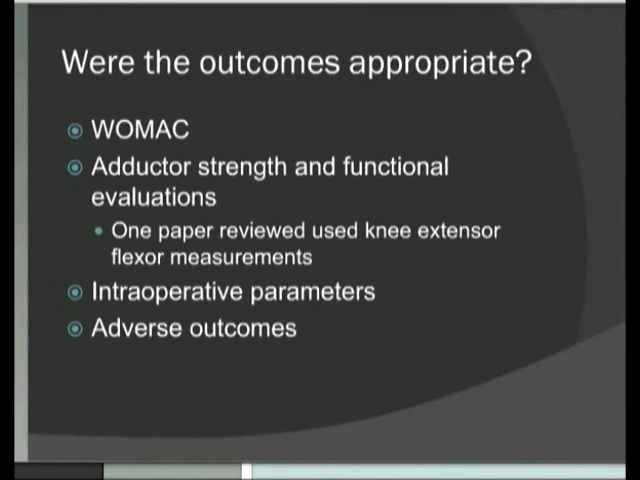 Were the outcomes appropriate?
WOMAC
Adductor strength and functional
evaluations
One paper reviewed used knee extensor
flexor measurements
Intraoperative parameters
Adverse outcomes